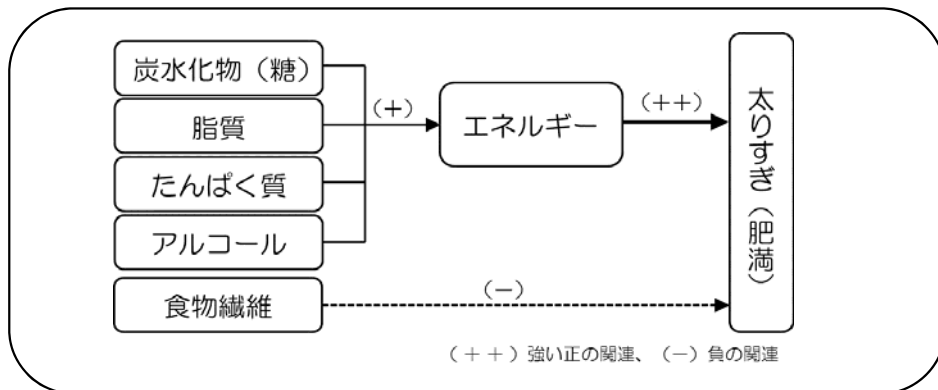 炭水化物（糖）
脂質
たんぱく質
アルコール
食物繊維
（+）
エネルギー
（++）
（−）
太りすぎ（肥満）
（++）強い正の関連、（−）負の関連